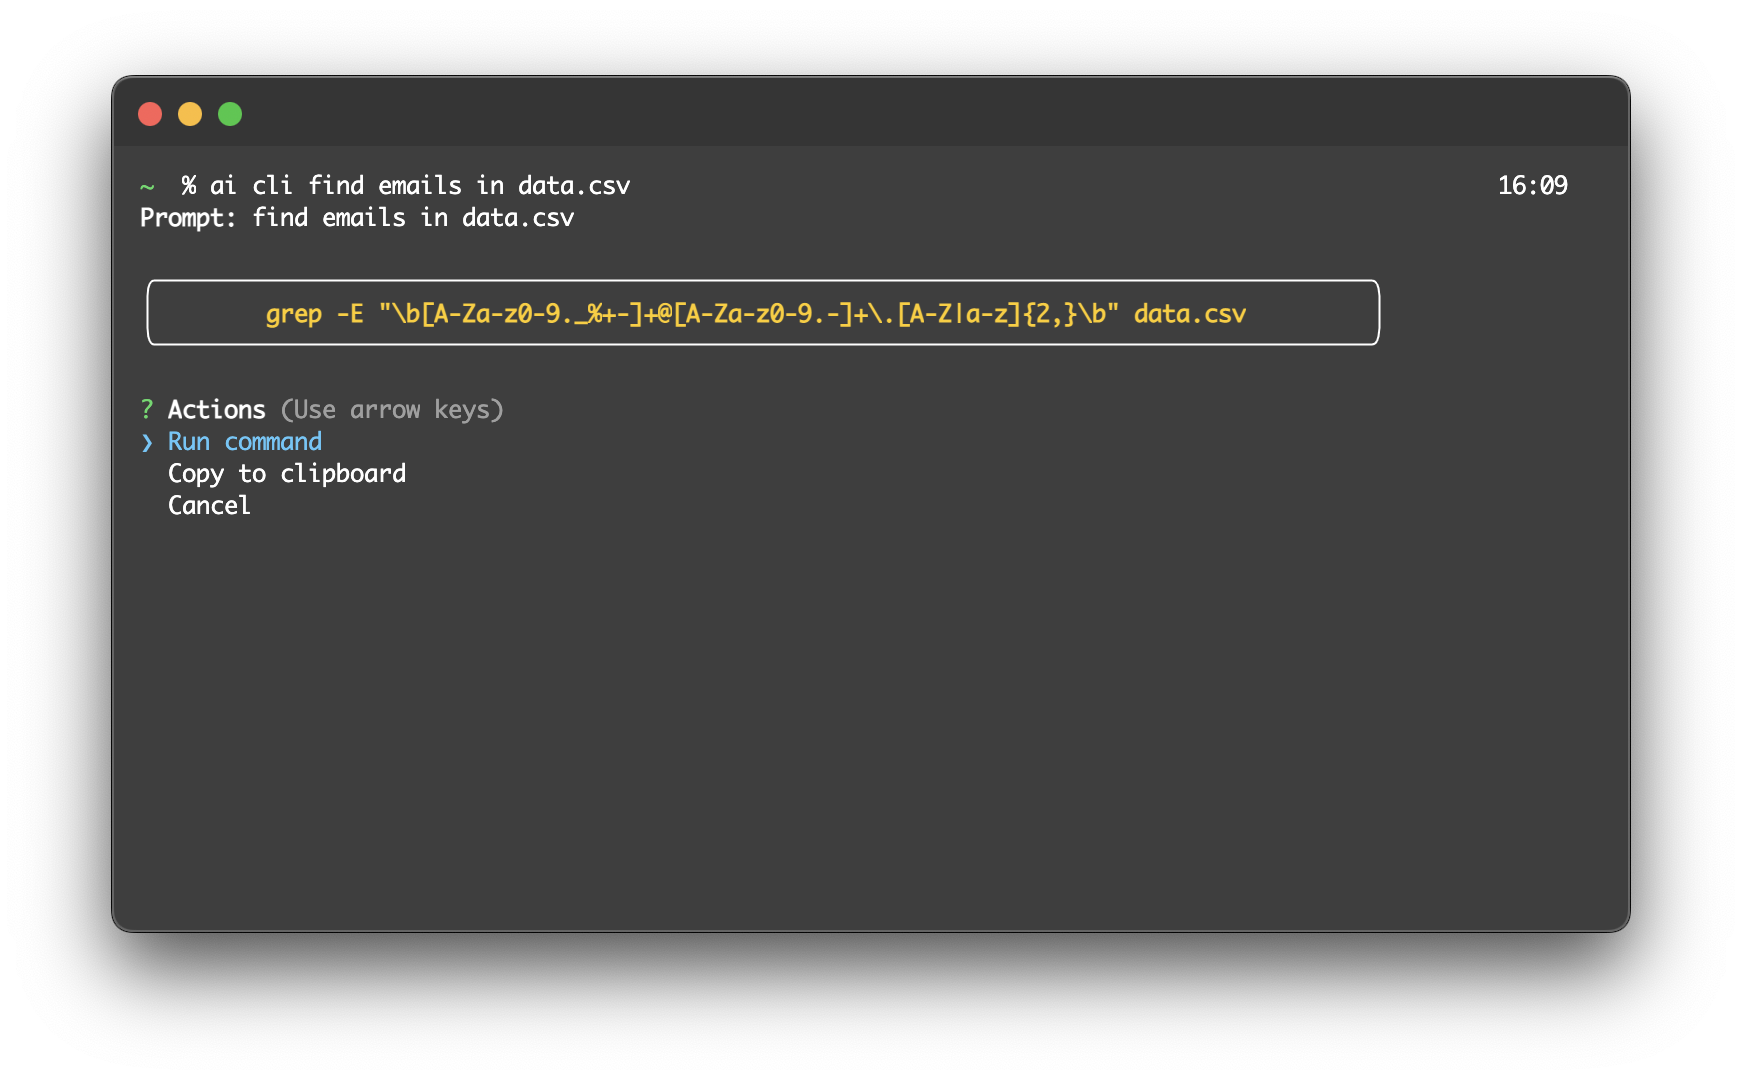 ~ % ai cli find emails in data.csv 16:09
Prompt: find emails in data.csv
grep -E "\b[A-Za-z0-9._%+-]+@[A-Za-z0-9.-]+\.[A-Z|a-z]{2,}\b" data.csv
? Actions (Use arrow keys)
❯ Run command
Copy to clipboard
Cancel